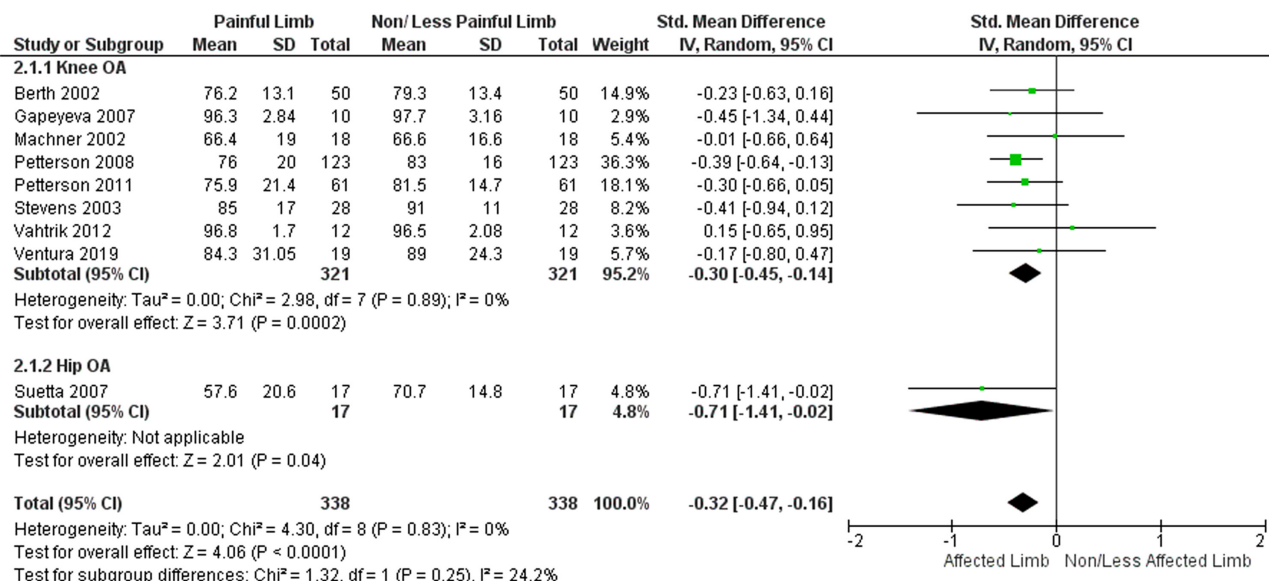 Painful Limb Non/ Less Painful Limb Std. Mean Difference Std. Mean Difference
Study or Subgroup Mean SD Total Mean SD Total Weight IV, Random, 95% CI IV, Random, 95% CI
2.1.1 Knee OA
Berth 2002 76.2 13.1 50 79.3 13.4 50 14.9% -0.23 [-0.63, 0.16]
Gapeyeva 2007 96.3 2.84 10 97.7 3.16 10 2.9% -0.45 [-1.34, 0.44]
Machner 2002 66.4 19 18 66.6 16.6 18 5.4% -0.01 [-0.66, 0.64]
Petterson 2008 76 20 123 83 16 123 36.3% -0.39 [-0.64, -0.13]
Petterson 2011 75.9 21.4 61 81.5 14.7 61 18.1% -0.30 [-0.66, 0.05]
Stevens 2003 85 17 28 91 11 28 8.2% -0.41 [-0.94, 0.12]
Vahtrik 2012 96.8 1.7 12 96.5 2.08 12 3.6% 0.15 [-0.65, 0.95]
Ventura 2019 84.3 31.05 19 89 24.3 19 5.7% -0.17 [-0.80, 0.47]
Subtotal (95% CI) 321 321 95.2% -0.30 [-0.45, -0.14]
Heterogeneity: Tau² = 0.00; Chi² = 2.98, df = 7 (P = 0.89); I² = 0%
Test for overall effect: Z = 3.71 (P = 0.0002)
2.1.2 Hip OA
Suetta 2007 57.6 20.6 17 70.7 14.8 17 4.8% -0.71 [-1.41, -0.02]
Subtotal (95% CI) 17 17 4.8% -0.71 [-1.41, -0.02]
Heterogeneity: Not applicable
Test for overall effect: Z = 2.01 (P = 0.04)
Total (95% CI) 338 338 100.0% -0.32 [-0.47, -0.16]
Heterogeneity: Tau² = 0.00; Chi² = 4.30, df = 8 (P = 0.83); I² = 0%
Test for overall effect: Z = 4.06 (P < 0.0001)
Test for subgroup differences: Chi² = 1.32, df = 1 (P = 0.25), I² = 24.2%
-2 -1 0 1 2
Affected Limb Non/Less Affected Limb